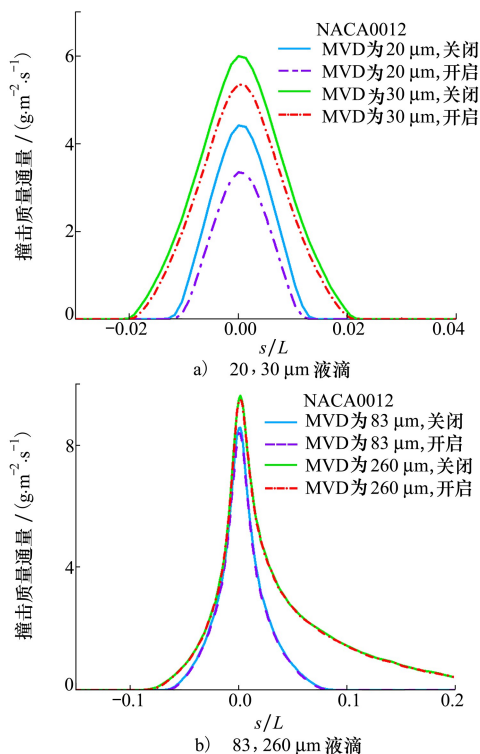 NACA0012
MVD为20 μm,关闭
MVD为20 μm,开启
MVD为30 μm,关闭
MVD为30 μm,开启
撞击质量通量 / (g·m⁻²·s⁻¹)
6
4
2
0
-0.02
0.00
0.02
0.04
s/L
a) 20,30 μm液滴
NACA0012
MVD为83 μm,关闭
MVD为83 μm,开启
MVD为260 μm,关闭
MVD为260 μm,开启
撞击质量通量 / (g·m⁻²·s⁻¹)
8
4
0
-0.1
0.0
0.1
0.2
s/L
b) 83,260 μm液滴